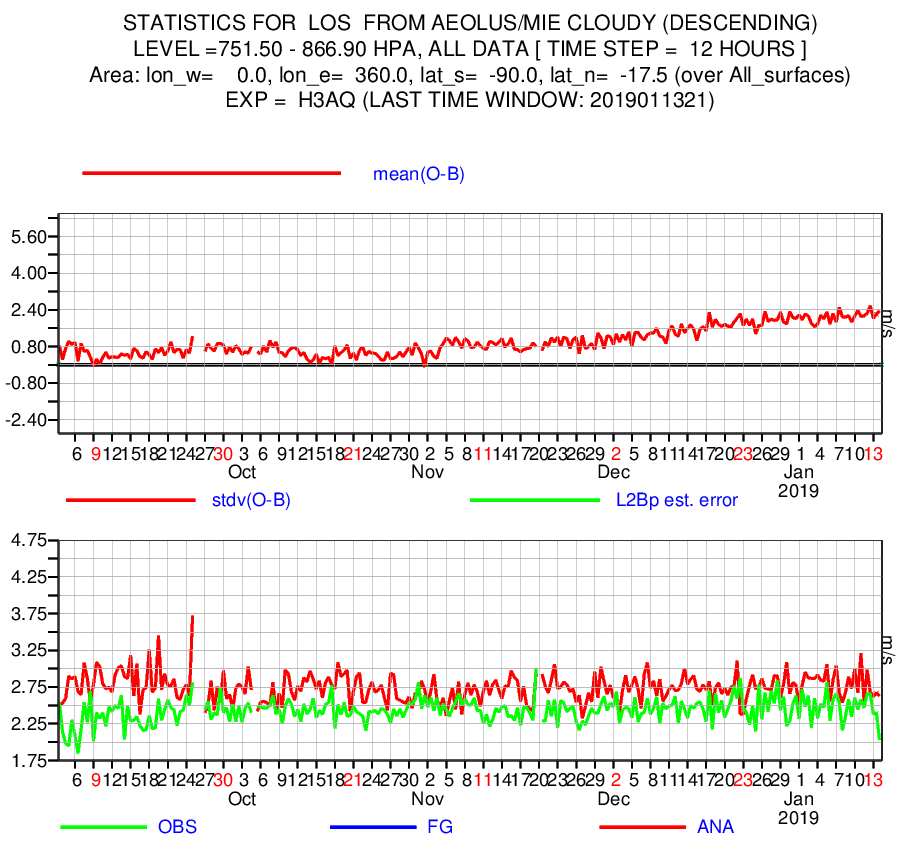 STATISTICS FOR LOS FROM AEOLUS/MIE CLOUDY (DESCENDING)
LEVEL =751.50 - 866.90 HPA, ALL DATA [ TIME STEP = 12 HOURS ]
Area: lon_w= 0.0, lon_e= 360.0, lat_s= -90.0, lat_n= -17.5 (over All_surfaces)
EXP = H3AQ (LAST TIME WINDOW: 2019011321)
mean(O-B)
5.60
4.00
2.40
0.80
-0.80
-2.40
m/s
6 9 12 15 18 21 24 27 30 3 6 9 12 15 18 21 24 27 30 2 5 8 11 14 17 20 23 26 29 2 5 8 11 14 17 20 23 26 29 1 4 7 10 13
Oct Nov Dec Jan
2019
stdv(O-B) L2Bp est. error
4.75
4.25
3.75
3.25
2.75
2.25
1.75
m/s
6 9 12 15 18 21 24 27 30 3 6 9 12 15 18 21 24 27 30 2 5 8 11 14 17 20 23 26 29 2 5 8 11 14 17 20 23 26 29 1 4 7 10 13
Oct Nov Dec Jan
2019
OBS FG ANA